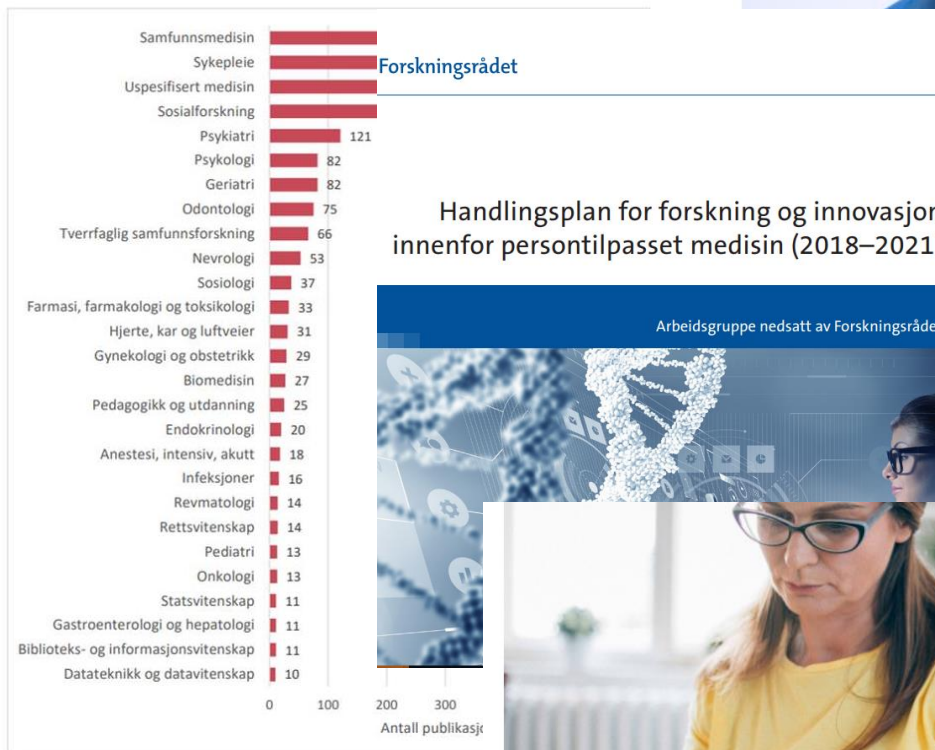 Samfunnsmedisin
Sykepleie
Uspesifisert medisin
Sosialforskning
Psykiatri 121
Psykologi 82
Geriatri 82
Odontologi 75
Tverrfaglig samfunnsforskning 66
Nevrologi 53
Sosiologi 37
Farmasi, farmakologi og toksikologi 33
Hjerte, kar og luftveier 31
Gynekologi og obstetrikk 29
Biomedisin 27
Pedagogikk og utdanning 25
Endokrinologi 20
Anestesi, intensiv, akutt 18
Infeksjoner 16
Revmatologi 14
Rettsvitenskap 14
Pediatri 13
Onkologi 13
Statsvitenskap 11
Gastroenterologi og hepatologi 11
Biblioteks- og informasjonsvitenskap 11
Datateknikk og datavitenskap 10
0 100 200 300
Antall publikasjo
Forskningsrådet
Handlingsplan for forskning og innovasjon
innenfor persontilpasset medisin (2018–2021
Arbeidsgruppe nedsatt av Forskningsråde